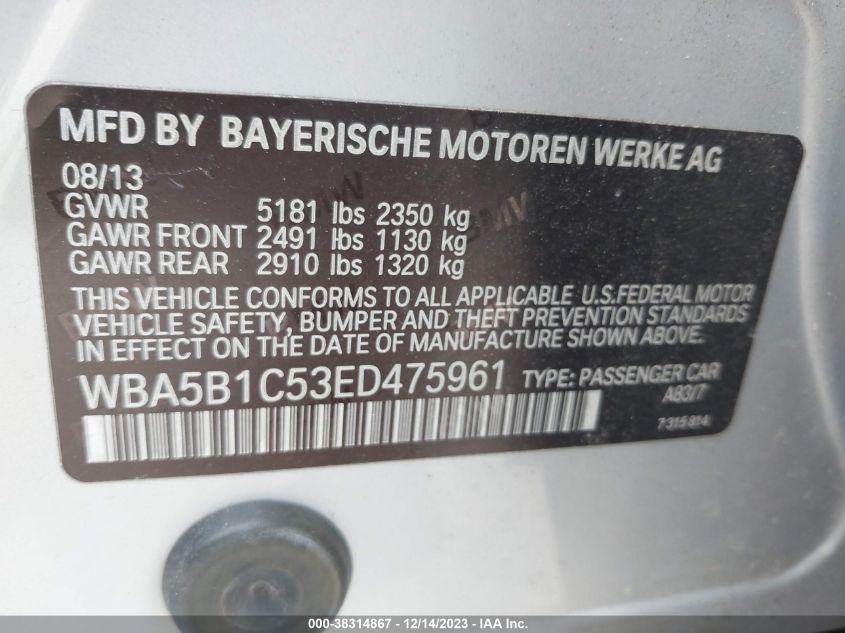 MFD BY BAYERISCHE MOTOREN WERKE AG
08/13
GVWR 5181 lbs 2350 kg
GAWR FRONT 2491 lbs 1130 kg
GAWR REAR 2910 lbs 1320 kg
THIS VEHICLE CONFORMS TO ALL APPLICABLE U.S.FEDERAL MOTOR
VEHICLE SAFETY, BUMPER AND THEFT PREVENTION STANDARDS
IN EFFECT ON THE DATE OF MANUFACTURE SHOWN ABOVE.
WBA5B1C53ED475961 TYPE: PASSENGER CAR
A83/7
7315814
000-38314867 - 12/14/2023 - IAA Inc.